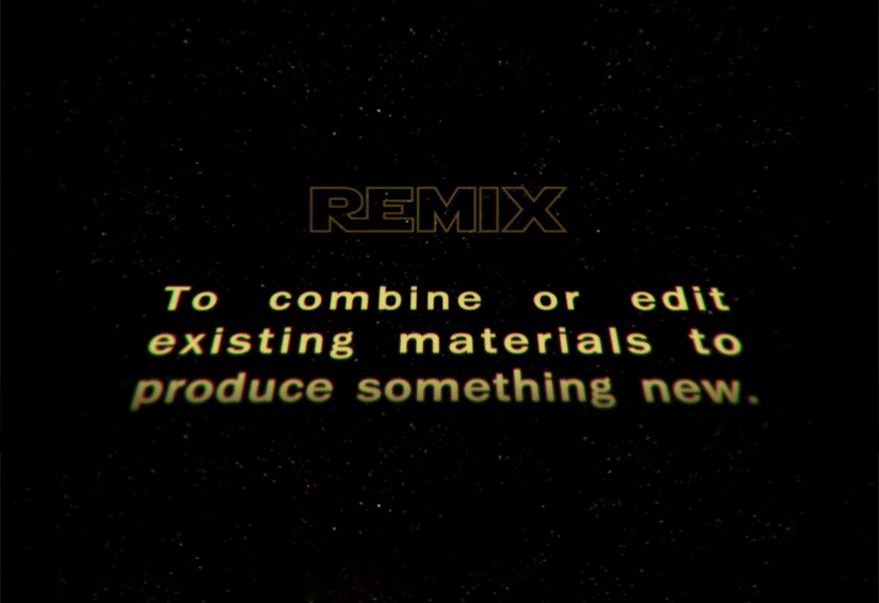 REMIX
To combine or edit
existing materials to
produce something new.